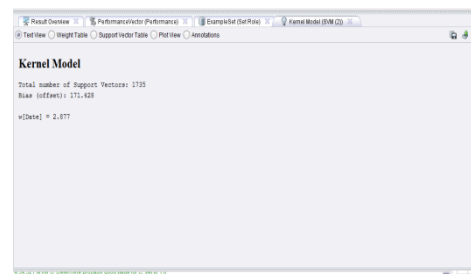 Result Overview PerformanceVector (Performance) ExampleSet (Set Role) Kernel Model (SVM (2))
Text View Weight Table Support Vector Table Plot View Annotations
Kernel Model
Total number of Support Vectors: 1735
Bias (offset): 171.628
w[Date] = 2.877